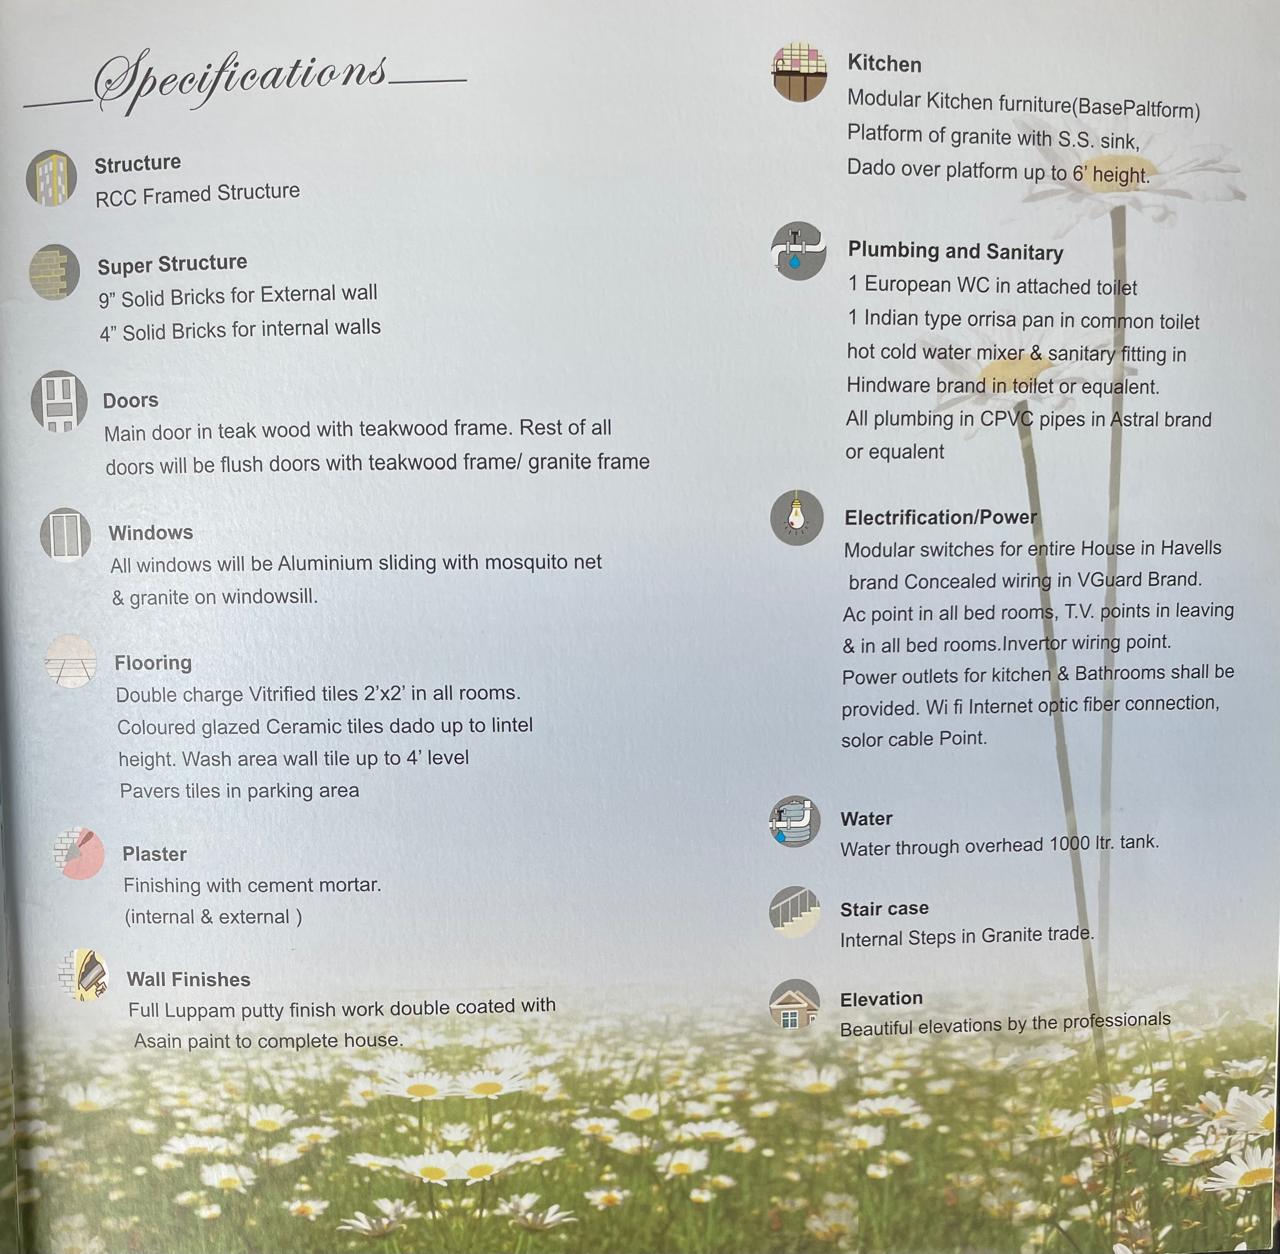 Specifications
Structure
RCC Framed Structure
Super Structure
9” Solid Bricks for External wall
4” Solid Bricks for internal walls
Doors
Main door in teak wood with teakwood frame. Rest of all
doors will be flush doors with teakwood frame/ granite frame
Windows
All windows will be Aluminium sliding with mosquito net
& granite on windowsill.
Flooring
Double charge Vitrified tiles 2’x2’ in all rooms.
Coloured glazed Ceramic tiles dado up to lintel
height. Wash area wall tile up to 4’ level
Pavers tiles in parking area
Plaster
Finishing with cement mortar.
(internal & external )
Wall Finishes
Full Luppam putty finish work double coated with
Asain paint to complete house.
Kitchen
Modular Kitchen furniture(BasePaltform)
Platform of granite with S.S. sink,
Dado over platform up to 6’ height.
Plumbing and Sanitary
1 European WC in attached toilet
1 Indian type orrisa pan in common toilet
hot cold water mixer & sanitary fitting in
Hindware brand in toilet or equalent.
All plumbing in CPVC pipes in Astral brand
or equalent
Electrification/Power
Modular switches for entire House in Havells
brand Concealed wiring in VGuard Brand.
Ac point in all bed rooms, T.V. points in leaving
& in all bed rooms.Invertor wiring point.
Power outlets for kitchen & Bathrooms shall be
provided. Wi fi Internet optic fiber connection,
solor cable Point.
Water
Water through overhead 1000 ltr. tank.
Stair case
Internal Steps in Granite trade.
Elevation
Beautiful elevations by the professionals